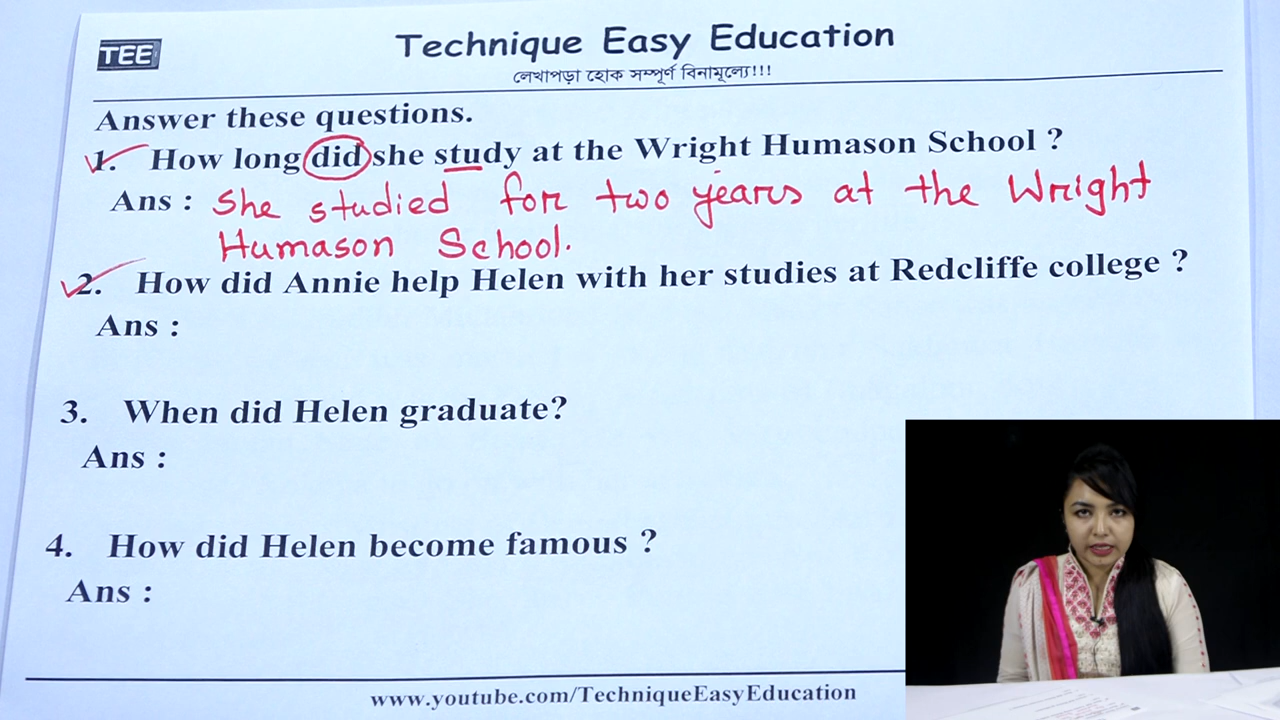 TEE
Technique Easy Education
লেখাপড়া হোক সম্পূর্ণ বিনামূল্যে!!!
Answer these questions.
1. How long did she study at the Wright Humason School ?
Ans : She studied for two years at the Wright
Humason School.
2. How did Annie help Helen with her studies at Redcliffe college ?
Ans :
3. When did Helen graduate?
Ans :
4. How did Helen become famous ?
Ans :
www.youtube.com/TechniqueEasyEducation